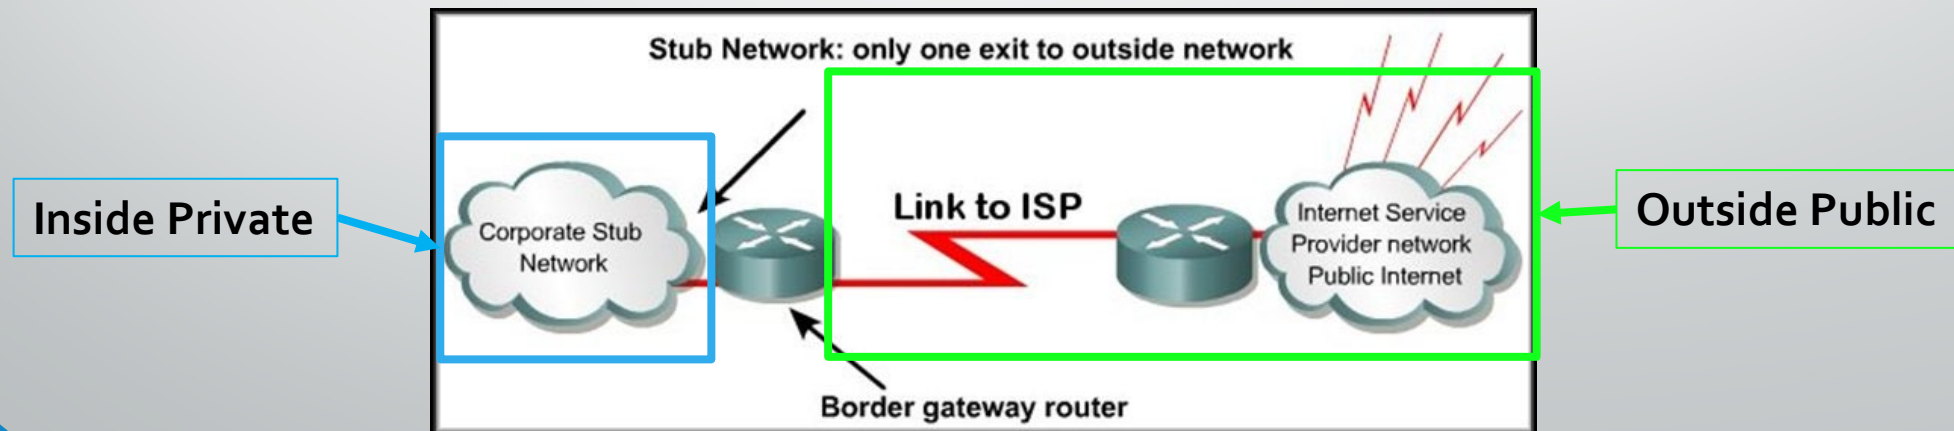 Stub Network: only one exit to outside network
Inside Private
Corporate Stub
Network
Link to ISP
Internet Service
Provider network
Public Internet
Outside Public
Border gateway router